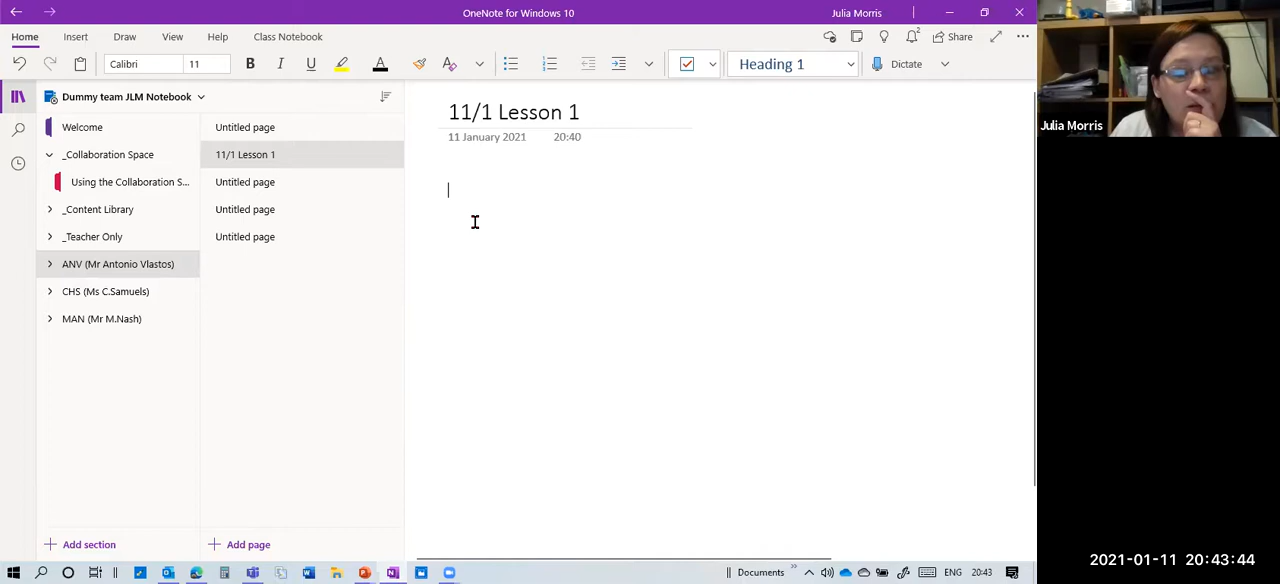 OneNote for Windows 10
Julia Morris
Home Insert Draw View Help Class Notebook
2
Share
Calibri 11 B I U A A Heading 1 Dictate
Dummy team JLM Notebook
Welcome
_Collaboration Space
Using the Collaboration S...
_Content Library
_Teacher Only
ANV (Mr Antonio Vlastos)
CHS (Ms C.Samuels)
MAN (Mr M.Nash)
Untitled page
11/1 Lesson 1
Untitled page
Untitled page
Untitled page
11/1 Lesson 1
11 January 2021 20:40
Julia Morris
Add section
Add page
Documents
ENG 20:43
2021-01-11 20:43:44